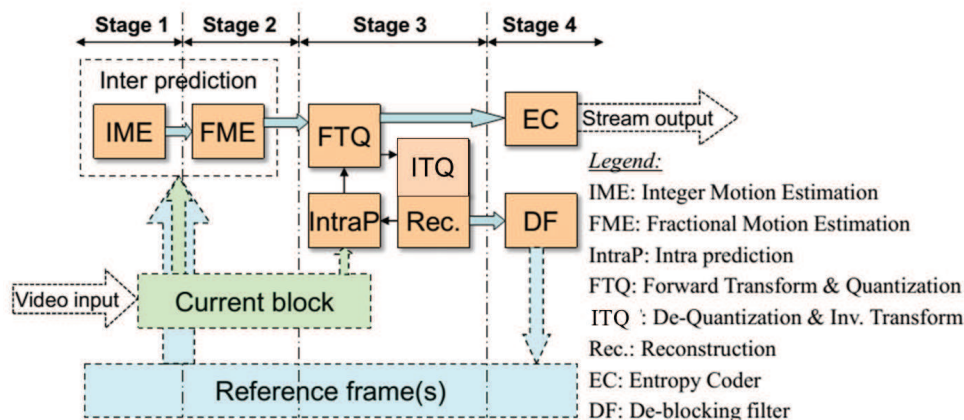 Stage 1 Stage 2 Stage 3 Stage 4
Inter prediction
IME FME FTQ EC Stream output
ITQ
IntraP Rec. DF
Video input Current block
Reference frame(s)
Legend:
IME: Integer Motion Estimation
FME: Fractional Motion Estimation
IntraP: Intra prediction
FTQ: Forward Transform & Quantization
ITQ : De-Quantization & Inv. Transform
Rec.: Reconstruction
EC: Entropy Coder
DF: De-blocking filter